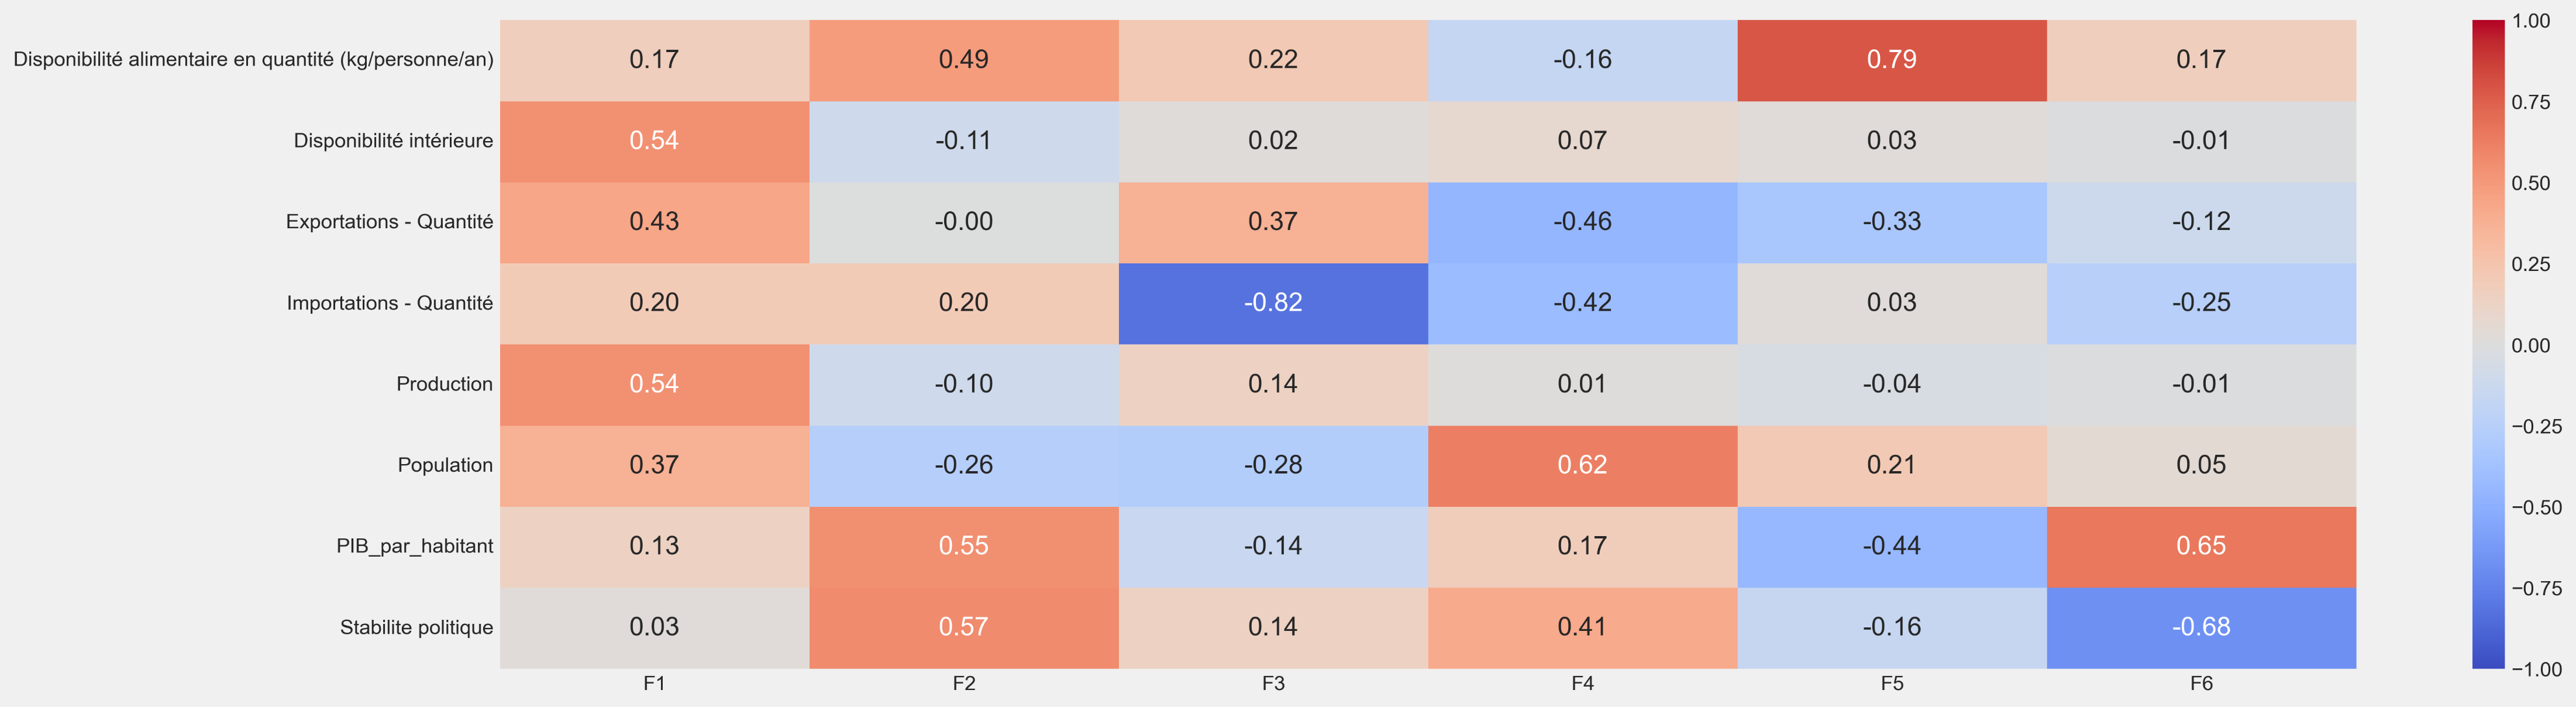 Disponibilité alimentaire en quantité (kg/personne/an) 0.17 0.49 0.22 -0.16 0.79 0.17
Disponibilité intérieure 0.54 -0.11 0.02 0.07 0.03 -0.01
Exportations - Quantité 0.43 -0.00 0.37 -0.46 -0.33 -0.12
Importations - Quantité 0.20 0.20 -0.82 -0.42 0.03 -0.25
Production 0.54 -0.10 0.14 0.01 -0.04 -0.01
Population 0.37 -0.26 -0.28 0.62 0.21 0.05
PIB_par_habitant 0.13 0.55 -0.14 0.17 -0.44 0.65
Stabilite politique 0.03 0.57 0.14 0.41 -0.16 -0.68
F1 F2 F3 F4 F5 F6
1.00
0.75
0.50
0.25
0.00
−0.25
−0.50
−0.75
−1.00